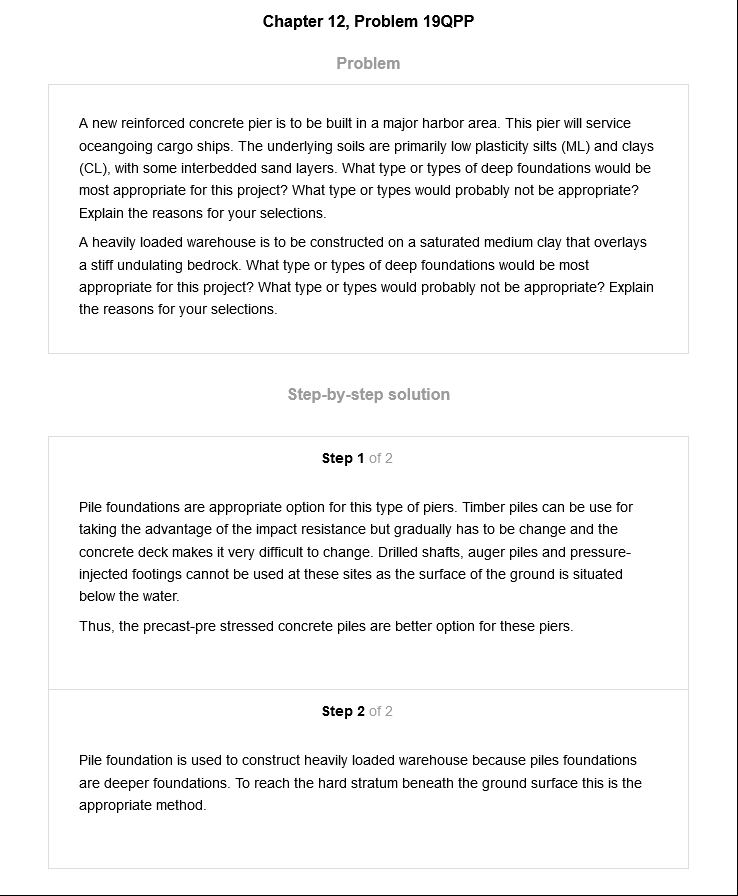 Chapter 12, Problem 19QPP
Problem
A new reinforced concrete pier is to be built in a major harbor area. This pier will service
oceangoing cargo ships. The underlying soils are primarily low plasticity silts (ML) and clays
(CL), with some interbedded sand layers. What type or types of deep foundations would be
most appropriate for this project? What type or types would probably not be appropriate?
Explain the reasons for your selections.
A heavily loaded warehouse is to be constructed on a saturated medium clay that overlays
a stiff undulating bedrock. What type or types of deep foundations would be most
appropriate for this project? What type or types would probably not be appropriate? Explain
the reasons for your selections.
Step-by-step solution
Step 1 of 2
Pile foundations are appropriate option for this type of piers. Timber piles can be use for
taking the advantage of the impact resistance but gradually has to be change and the
concrete deck makes it very difficult to change. Drilled shafts, auger piles and pressure-
injected footings cannot be used at these sites as the surface of the ground is situated
below the water.
Thus, the precast-pre stressed concrete piles are better option for these piers.
Step 2 of 2
Pile foundation is used to construct heavily loaded warehouse because piles foundations
are deeper foundations. To reach the hard stratum beneath the ground surface this is the
appropriate method.